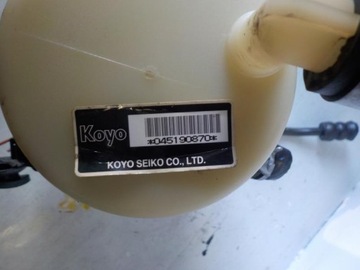 Koyo
*045190870*
KOYO SEIKO CO., LTD.